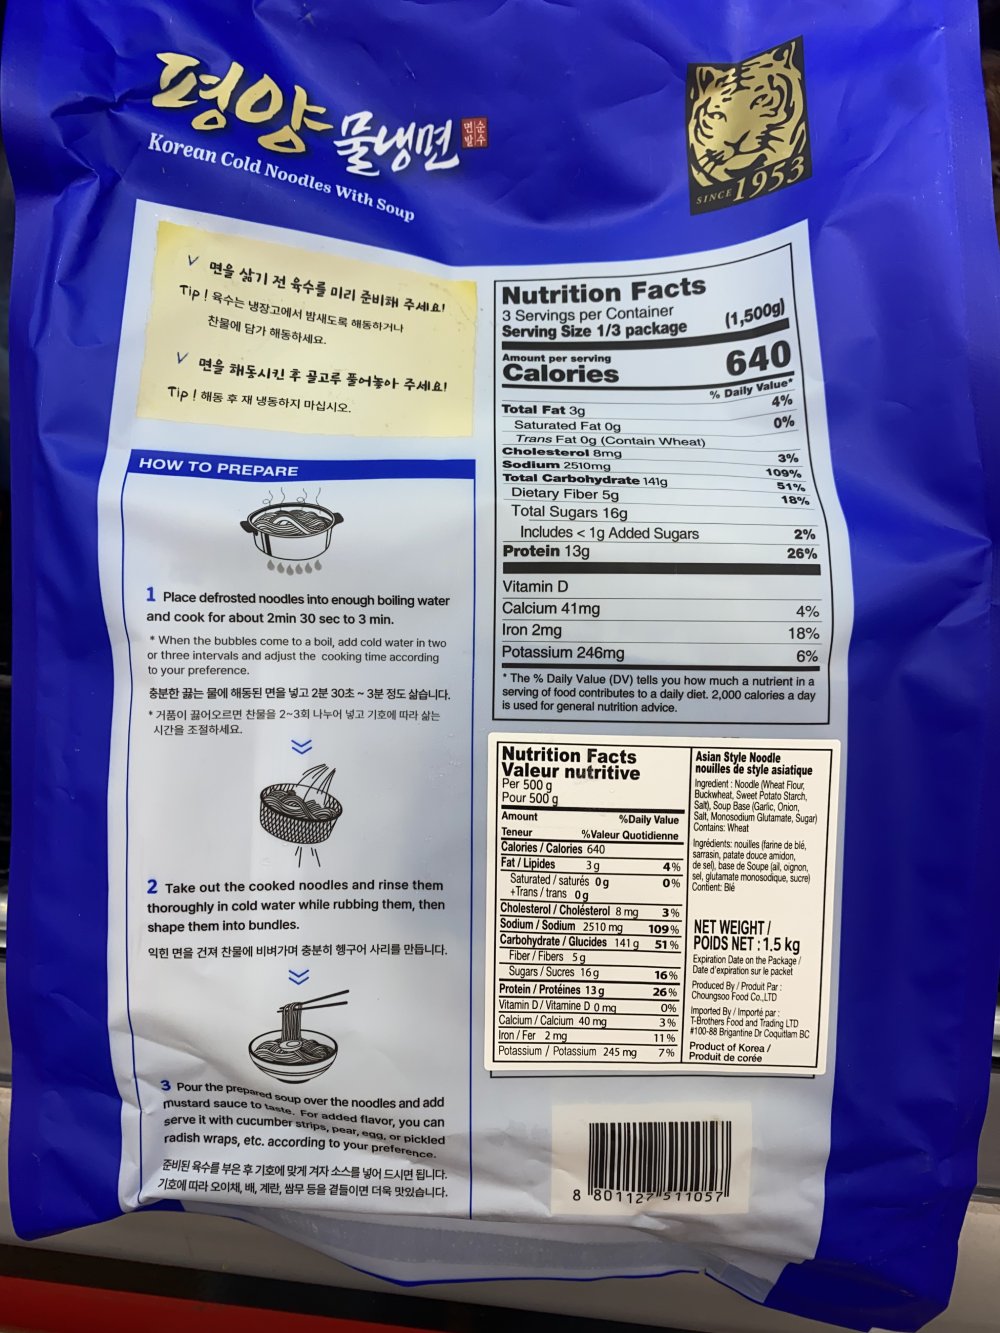 평양 물냉면
면 순
발 수
Korean Cold Noodles With Soup
SINCE 1953
✓ 면을 삶기 전 육수를 미리 준비해 주세요!
Tip ! 육수는 냉장고에서 밤새도록 해동하거나
찬물에 담가 해동하세요.
✓ 면을 해동시킨 후 골고루 풀어놓아 주세요!
Tip ! 해동 후 재 냉동하지 마십시오.
HOW TO PREPARE
1 Place defrosted noodles into enough boiling water
and cook for about 2min 30 sec to 3 min.
* When the bubbles come to a boil, add cold water in two
or three intervals and adjust the cooking time according
to your preference.
충분한 끓는 물에 해동된 면을 넣고 2분 30초 ~ 3분 정도 삶습니다.
* 거품이 끓어오르면 찬물을 2~3회 나누어 넣고 기호에 따라 삶는
시간을 조절하세요.
2 Take out the cooked noodles and rinse them
thoroughly in cold water while rubbing them, then
shape them into bundles.
익힌 면을 건져 찬물에 비벼가며 충분히 헹구어 사리를 만듭니다.
3 Pour the prepared soup over the noodles and add
mustard sauce to taste. For added flavor, you can
serve it with cucumber strips, pear, egg, or pickled
radish wraps, etc. according to your preference.
준비된 육수를 부은 후 기호에 맞게 겨자 소스를 넣어 드시면 됩니다.
기호에 따라 오이채, 배, 계란, 쌈무 등을 곁들이면 더욱 맛있습니다.
Nutrition Facts
3 Servings per Container
Serving Size 1/3 package (1,500g)
Amount per serving
Calories 640
% Daily Value*
Total Fat 3g 4%
Saturated Fat 0g 0%
Trans Fat 0g (Contain Wheat)
Cholesterol 8mg 3%
Sodium 2510mg 109%
Total Carbohydrate 141g 51%
Dietary Fiber 5g 18%
Total Sugars 16g
Includes < 1g Added Sugars 2%
Protein 13g 26%
Vitamin D
Calcium 41mg 4%
Iron 2mg 18%
Potassium 246mg 6%
* The % Daily Value (DV) tells you how much a nutrient in a
serving of food contributes to a daily diet. 2,000 calories a day
is used for general nutrition advice.
Nutrition Facts
Valeur nutritive
Per 500 g
Pour 500 g
Amount %Daily Value
Teneur %Valeur Quotidienne
Calories / Calories 640
Fat / Lipides 3 g 4%
Saturated / saturés 0 g 0%
+Trans / trans 0 g
Cholesterol / Cholésterol 8 mg 3%
Sodium / Sodium 2510 mg 109%
Carbohydrate / Glucides 141 g 51%
Fiber / Fibers 5 g
Sugars / Sucres 16 g 16%
Protein / Protéines 13 g 26%
Vitamin D / Vitamine D 0 mg 0%
Calcium / Calcium 40 mg 3%
Iron / Fer 2 mg 11%
Potassium / Potassium 245 mg 7%
Asian Style Noodle
nouilles de style asiatique
Ingredient : Noodle (Wheat Flour,
Buckwheat, Sweet Potato Starch,
Salt), Soup Base (Garlic, Onion,
Salt, Monosodium Glutamate, Sugar)
Contains: Wheat
Ingrédients: nouilles (farine de blé,
sarrasin, patate douce amidon,
de sel), base de Soupe (ail, oignon,
sel, glutamate monosodique, sucre)
Contient: Blé
NET WEIGHT /
POIDS NET : 1.5 kg
Expiration Date on the Package /
Date d'expiration sur le packet
Produced By / Produit Par :
Choungsoo Food Co.,LTD
Imported By / Importé par :
T-Brothers Food and Trading LTD
#100-88 Brigantine Dr Coquitlam BC
Product of Korea /
Produit de corée
8 801127 511057